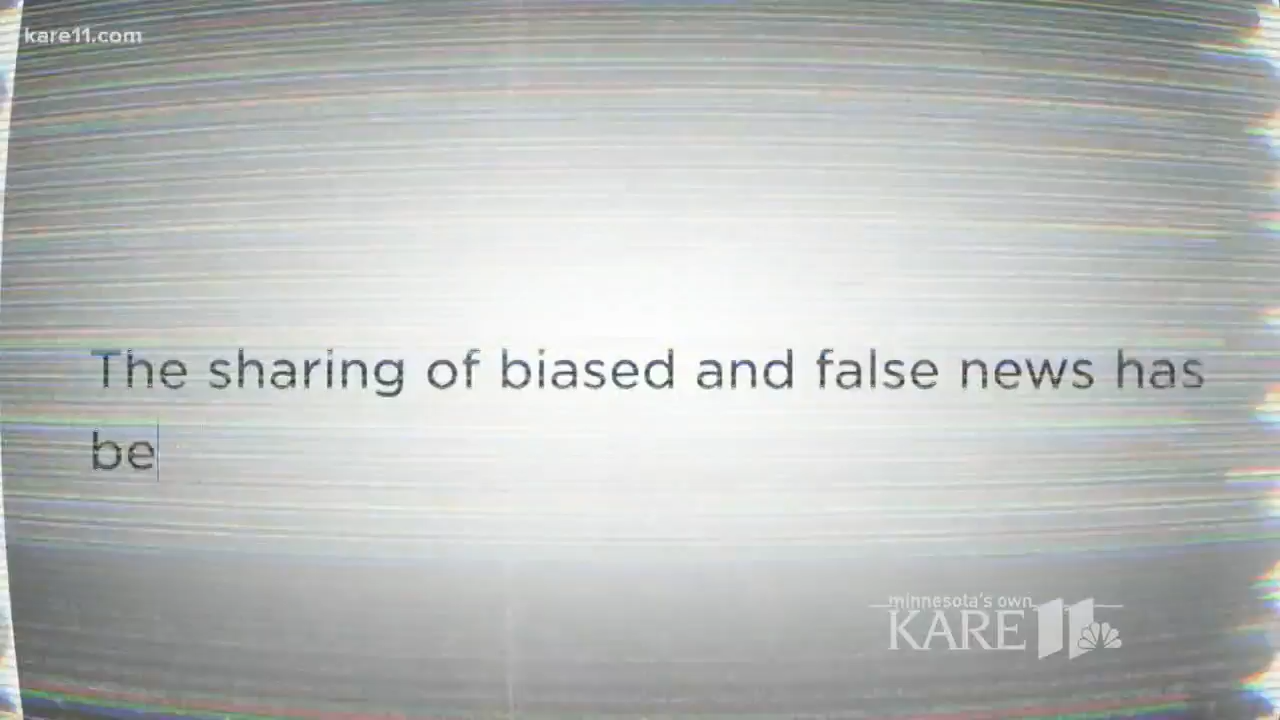 kare11.com
The sharing of biased and false news has
be
minnesota's own
KARE 11